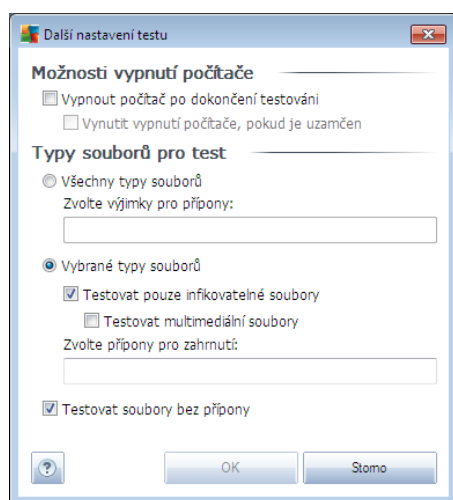 Další nastavení testu
Možnosti vypnutí počítače
Vypnout počítač po dokončení testováni
Vynutit vypnutí počítače, pokud je uzamčen
Typy souborů pro test
Všechny typy souborů
Zvolte výjimky pro přípony:
Vybrané typy souborů
Testovat pouze infikovatelné soubory
Testovat multimediální soubory
Zvolte přípony pro zahrnutí:
Testovat soubory bez přípony
? OK Stomo